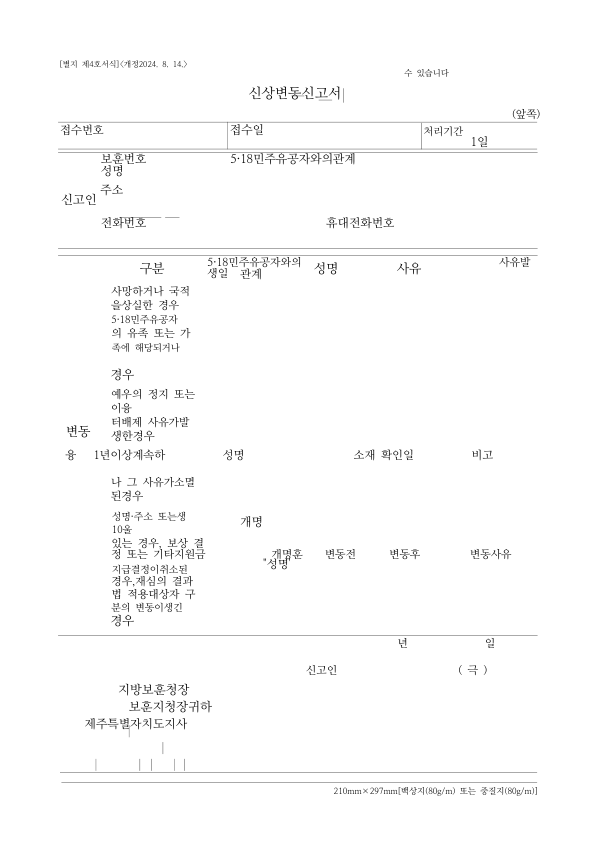 [별지 제4호서식]<개정2024. 8. 14.>
수 있습니다
신상변동신고서
(앞쪽)
접수번호 접수일 처리기간
1일
보훈번호 5·18민주유공자와의관계
성명
주소
신고인
전화번호 휴대전화번호
구분 5·18민주유공자와의 성명 사유 사유발
생일 관계
사망하거나 국적
을상실한 경우
5·18민주유공자
의 유족 또는 가
족에 해당되거나
경우
예우의 정지 또는
이융
터배제 사유가발
생한경우
변동
융 1년이상계속하 성명 소재 확인일 비고
나 그 사유가소멸
된경우
성명·주소 또는생
10올 개명
있는 경우, 보상 결
정 또는 기타지원금 개명훈 변동전 변동후 변동사유
"성명"
지급결정이취소된
경우,재심의 결과
법 적용대상자 구
분의 변동이생긴
경우
년 일
신고인 ( 극 )
지방보훈청장
보훈지청장귀하
제주특별자치도지사
210mm×297mm[백상지(80g/m) 또는 중질지(80g/m)]